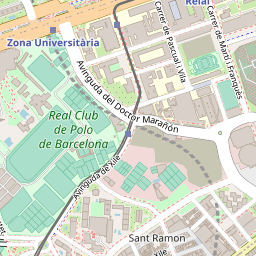 Reial
Carrer de Pascual i Vila
Carrer de Martí i Franquès
Zona Universitària
Avinguda del Doctor Marañón
Real Club
de Polo
de Barcelona
Avinguda de Xile
Sant Ramon